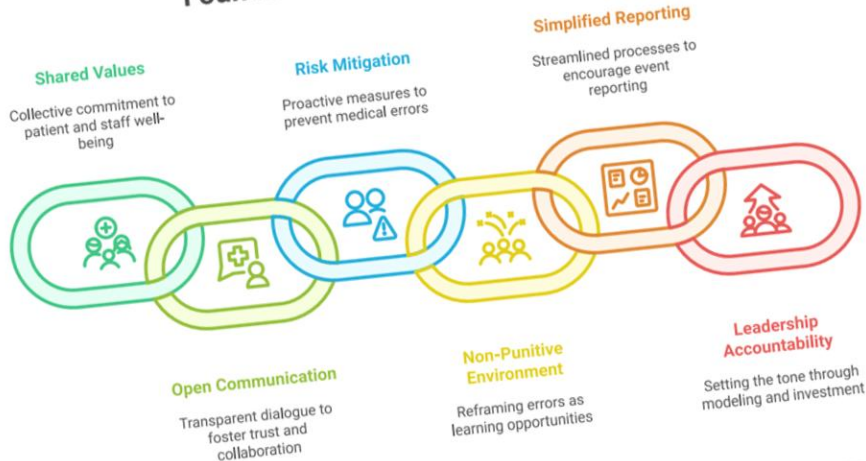 Shared Values
Collective commitment to
patient and staff well-
being
Open Communication
Transparent dialogue to
foster trust and
collaboration
Risk Mitigation
Proactive measures to
prevent medical errors
Non-Punitive
Environment
Reframing errors as
learning opportunities
Simplified Reporting
Streamlined processes to
encourage event
reporting
Leadership
Accountability
Setting the tone through
modeling and investment